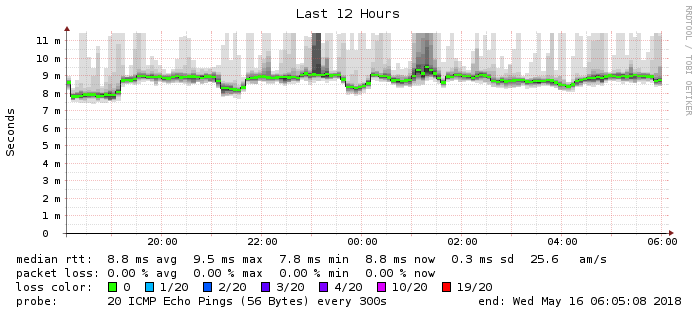 Last 12 Hours
RRDTOOL / TOBI OETIKER
Seconds
11 m
10 m
9 m
8 m
7 m
6 m
5 m
4 m
3 m
2 m
1 m
0
20:00 22:00 00:00 02:00 04:00 06:00
median rtt: 8.8 ms avg 9.5 ms max 7.8 ms min 8.8 ms now 0.3 ms sd 25.6 am/s
packet loss: 0.00 % avg 0.00 % max 0.00 % min 0.00 % now
loss color: 0 1/20 2/20 3/20 4/20 10/20 19/20
probe: 20 ICMP Echo Pings (56 Bytes) every 300s end: Wed May 16 06:05:08 2018